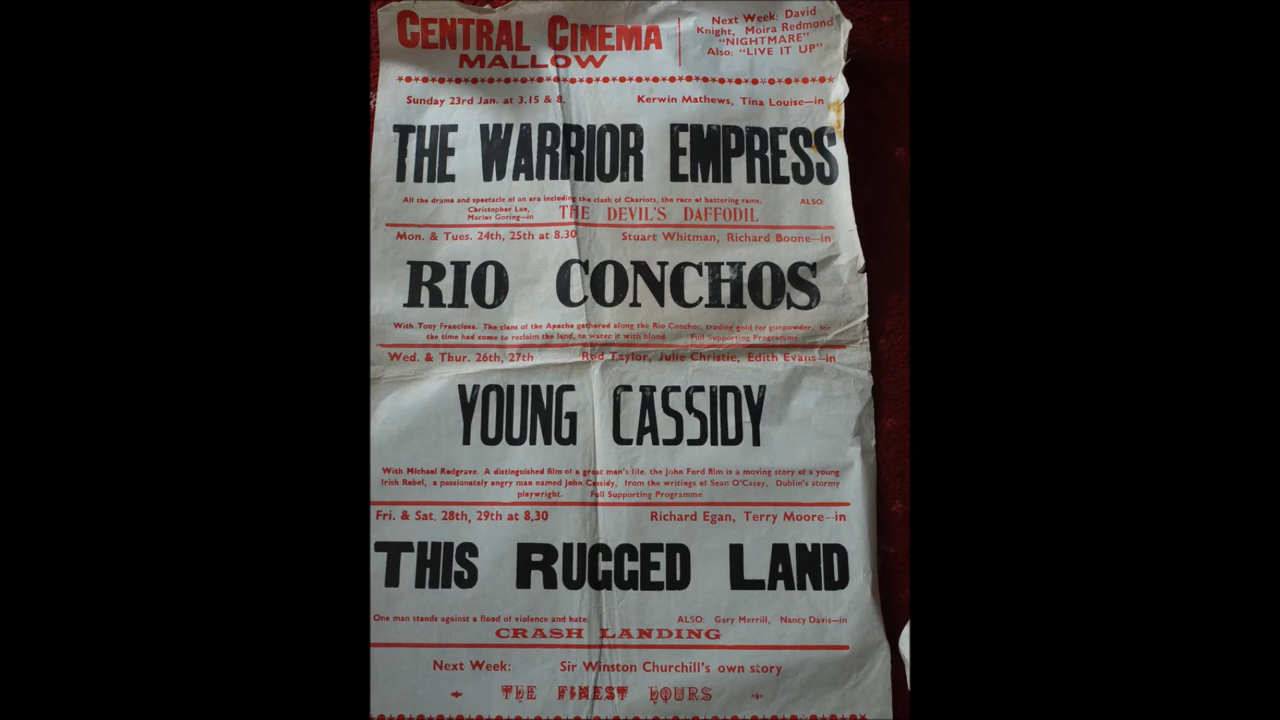 CENTRAL CINEMA
MALLOW
Next Week: David
Knight, Moira Redmond
"NIGHTMARE"
Also: "LIVE IT UP"
Sunday 23rd Jan. at 3.15 & 8. Kerwin Mathews, Tina Louise—in
THE WARRIOR EMPRESS
All the drama and spectacle of an era including the clash of Chariots, the race of battering rams. ALSO:
Christopher Lee,
Marius Goring—in THE DEVIL'S DAFFODIL
Mon. & Tues. 24th, 25th at 8.30 Stuart Whitman, Richard Boone—in
RIO CONCHOS
With Tony Franciosa. The clans of the Apache gathered along the Rio Conchos, trading gold for gunpowder, for
the time had come to reclaim the land, to water it with blood. Full Supporting Programme
Wed. & Thur. 26th, 27th Rod Taylor, Julie Christie, Edith Evans—in
YOUNG CASSIDY
With Michael Redgrave. A distinguished film of a great man's life, the John Ford film is a moving story of a young
Irish Rebel, a passionately angry man named John Cassidy, from the writings of Sean O'Casey, Dublin's stormy
playwright. Full Supporting Programme
Fri. & Sat. 28th, 29th at 8,30 Richard Egan, Terry Moore—in
THIS RUGGED LAND
One man stands against a flood of violence and hate. ALSO: Gary Merrill, Nancy Davis—in
CRASH LANDING
Next Week: Sir Winston Churchill's own story
THE FINEST HOURS